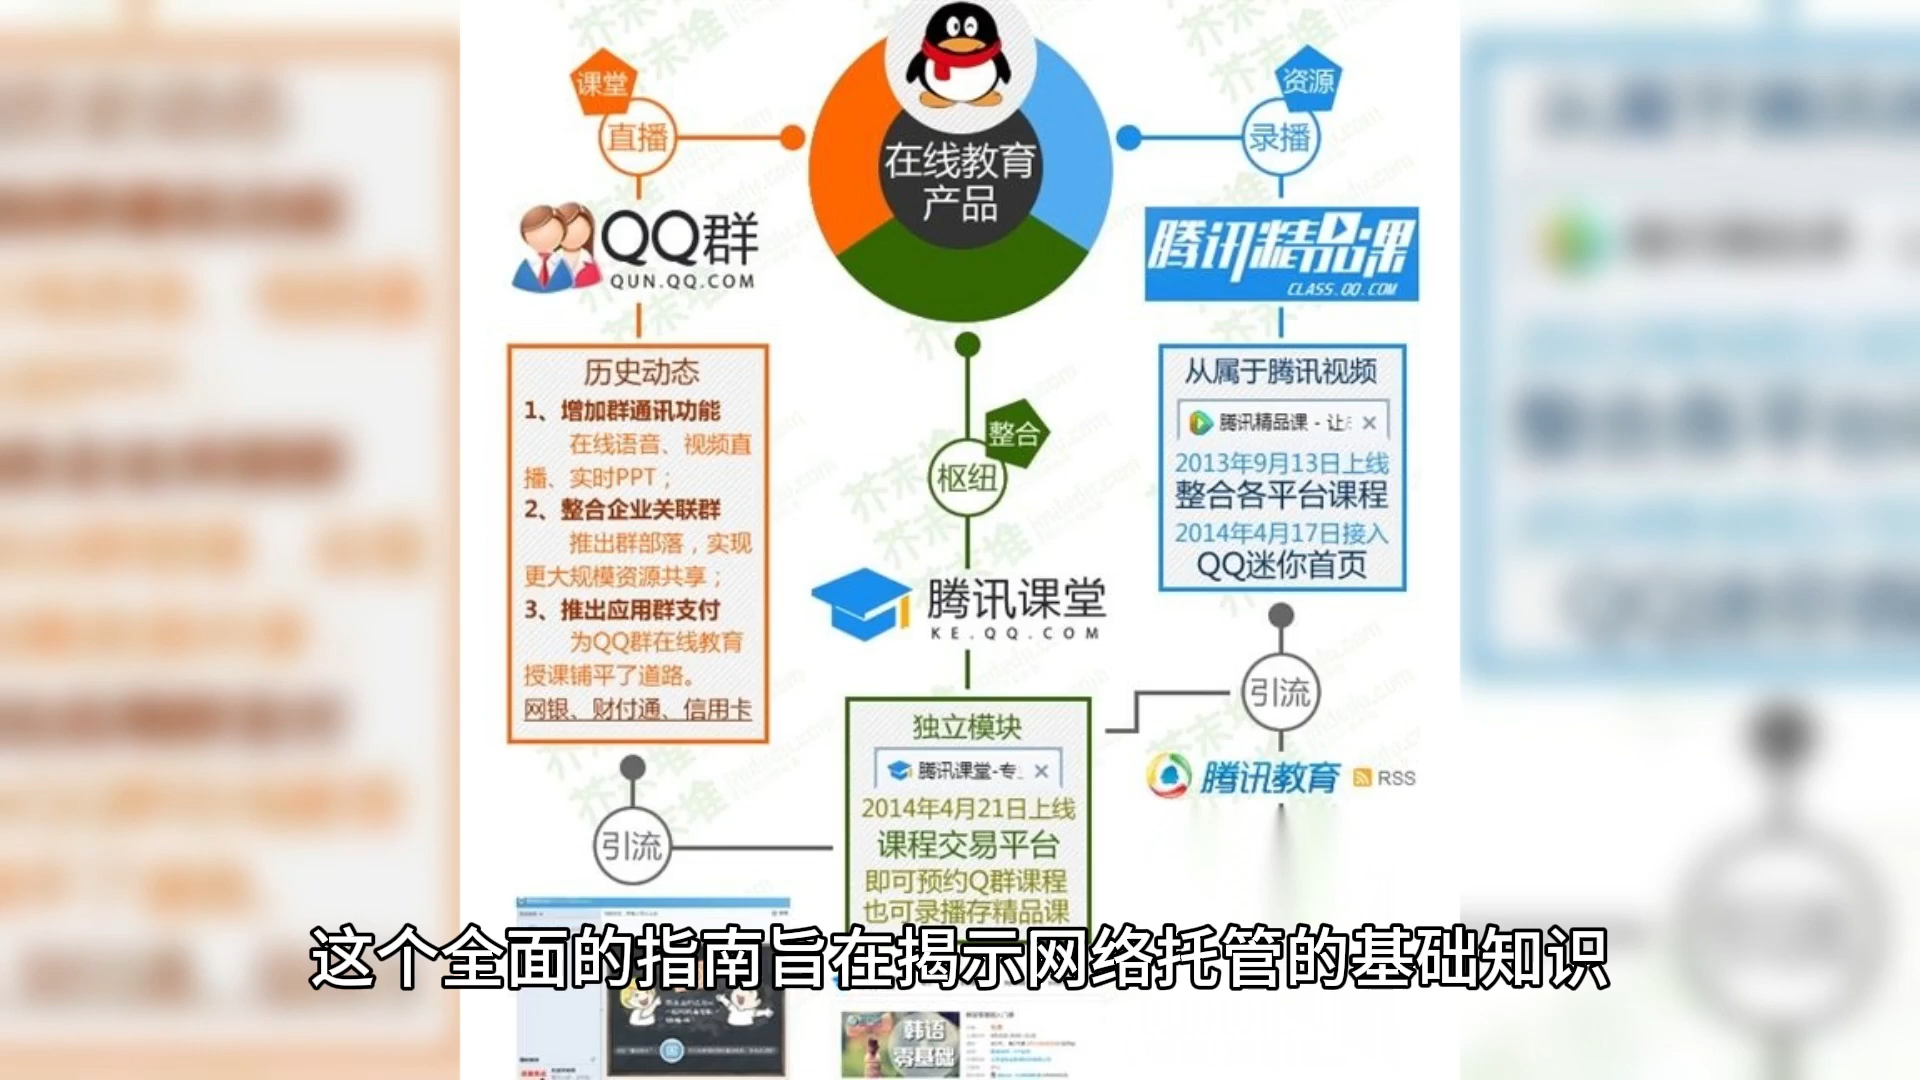 课堂
直播
QQ群
QUN.QQ.COM
历史动态
1、增加群通讯功能
在线语音、视频直
播、实时PPT；
2、整合企业关联群
推出群部落，实现
更大规模资源共享；
3、推出应用群支付
为QQ群在线教育
授课铺平了道路。
网银、财付通、信用卡
引流
在线教育
产品
整合
枢纽
腾讯课堂
KE.QQ.COM
独立模块
腾讯课堂-专
2014年4月21日上线
课程交易平台
即可预约Q群课程
也可录播存精品课
资源
录播
腾讯精品课
CLASS.QQ.COM
从属于腾讯视频
腾讯精品课 - 让
2013年9月13日上线
整合各平台课程
2014年4月17日接入
QQ迷你首页
引流
腾讯教育 RSS
这个全面的指南旨在揭示网络托管的基础知识
韩语
零基础
芥末堆